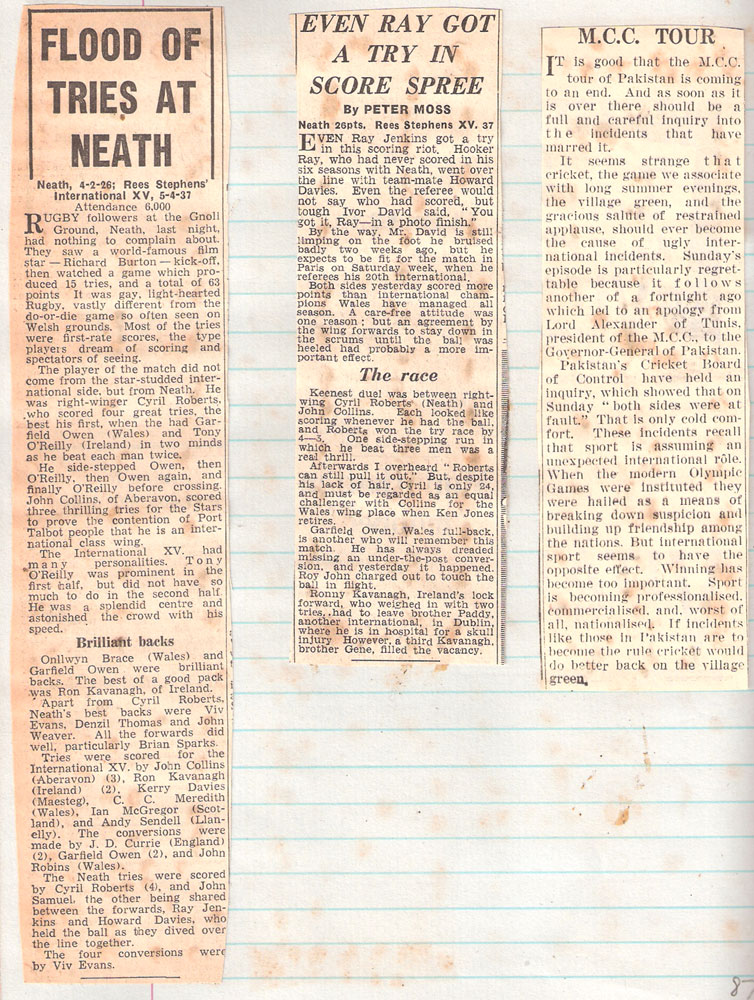 FLOOD OF
TRIES AT
NEATH
Neath, 4-2-26; Rees Stephens'
International XV, 5-4-37
Attendance 6,000
RUGBY followers at the Gnoll
Ground, Neath, last night,
had nothing to complain about.
They saw a world-famous film
star — Richard Burton — kick-off,
then watched a game which pro-
duced 15 tries, and a total of 63
points It was gay, light-hearted
Rugby, vastly different from the
do-or-die game so often seen on
Welsh grounds. Most of the tries
were first-rate scores, the type
players dream of scoring and
spectators of seeing.
The player of the match did not
come from the star-studded inter-
national side, but from Neath. He
was right-winger Cyril Roberts,
who scored four great tries, the
best his first, when he had Gar-
field Owen (Wales) and Tony
O'Reilly (Ireland) in two minds
as he beat each man twice.
He side-stepped Owen, then
O'Reilly, then Owen again, and
finally O'Reilly before crossing.
John Collins, of Aberavon, scored
three thrilling tries for the Stars
to prove the contention of Port
Talbot people that he is an inter-
national class wing.
The International XV. had
many personalities. Tony
O'Reilly was prominent in the
first half, but did not have so
much to do in the second half
He was a splendid centre and
astonished the crowd with his
speed.
Brilliant backs
Onllwyn Brace (Wales) and
Garfield Owen were brilliant
backs. The best of a good pack
was Ron Kavanagh, of Ireland.
Apart from Cyril Roberts,
Neath's best backs were Viv
Evans, Denzil Thomas and John
Weaver. All the forwards did
well, particularly Brian Sparks.
Tries were scored for the
International XV. by John Collins
(Aberavon) (3), Ron Kavanagh
(Ireland) (2), Kerry Davies
(Maesteg), C. C. Meredith
(Wales), Ian McGregor (Scot-
land), and Andy Sendell (Llan-
elly). The conversions were
made by J. D. Currie (England)
(2), Garfield Owen (2), and John
Robins (Wales).
The Neath tries were scored
by Cyril Roberts (4), and John
Samuel, the other being shared
between the forwards, Ray Jen-
kins and Howard Davies, who
held the ball as they dived over
the line together.
The four conversions were
by Viv Evans.
EVEN RAY GOT
A TRY IN
SCORE SPREE
By PETER MOSS
Neath 26pts. Rees Stephens XV. 37
EVEN Ray Jenkins got a try
in this scoring riot. Hooker
Ray, who had never scored in his
six seasons with Neath, went over
the line with team-mate Howard
Davies. Even the referee would
not say who had scored, but
tough Ivor David said, "You
got it, Ray—in a photo finish."
By the way, Mr. David is still
limping on the foot he bruised
badly two weeks ago, but he
expects to be fit for the match in
Paris on Saturday week, when he
referees his 20th international.
Both sides yesterday scored more
points than international cham-
pions Wales have managed all
season. A care-free attitude was
one reason; but an agreement by
the wing forwards to stay down in
the scrums until the ball was
heeled had probably a more im-
portant effect.
The race
Keenest duel was between right-
wing Cyril Roberts (Neath) and
John Collins. Each looked like
scoring whenever he had the ball,
and Roberts won the try race by
4—3. One side-stepping run in
which he beat three men was a
real thrill.
Afterwards I overheard "Roberts
can still pull it out." But, despite
his lack of hair, Cyril is only 24,
and must be regarded as an equal
challenger with Collins for the
Wales wing place when Ken Jones
retires.
Garfield Owen, Wales full-back,
is another who will remember this
match. He has always dreaded
missing an under-the-post conver-
sion, and yesterday it happened.
Roy John charged out to touch the
ball in flight.
Ronny Kavanagh, Ireland's lock
forward, who weighed in with two
tries, had to leave brother Paddy,
another international, in Dublin,
where he is in hospital for a skull
injury However, a third Kavanagh,
brother Gene, filled the vacancy.
M.C.C. TOUR
IT is good that the M.C.C.
tour of Pakistan is coming
to an end. And as soon as it
is over there should be a
full and careful inquiry into
the incidents that have
marred it.
It seems strange that
cricket, the game we associate
with long summer evenings,
the village green, and the
gracious salute of restrained
applause, should ever become
the cause of ugly inter-
national incidents. Sunday's
episode is particularly regret-
table because it follows
another of a fortnight ago
which led to an apology from
Lord Alexander of Tunis,
president of the M.C.C., to the
Governor-General of Pakistan.
Pakistan's Cricket Board
of Control have held an
inquiry, which showed that on
Sunday "both sides were at
fault." That is only cold com-
fort. These incidents recall
that sport is assuming an
unexpected international rôle.
When the modern Olympic
Games were instituted they
were hailed as a means of
breaking down suspicion and
building up friendship among
the nations. But international
sport seems to have the
opposite effect. Winning has
become too important. Sport
is becoming professionalised,
commercialised, and, worst of
all, nationalised. If incidents
like those in Pakistan are to
become the rule cricket would
do better back on the village
green.
8